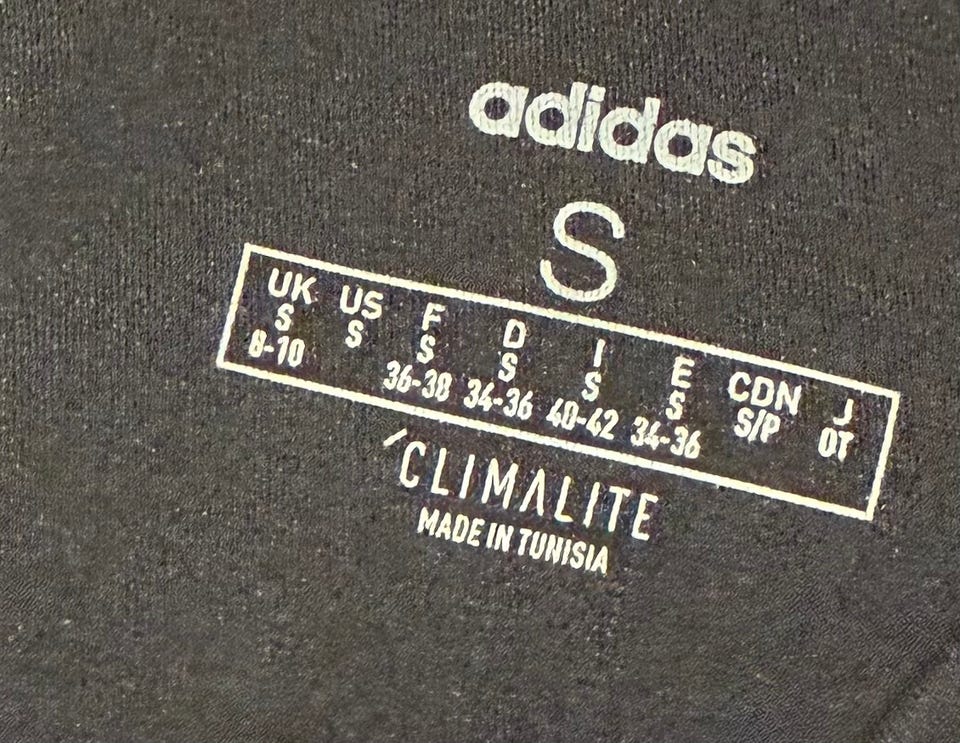 adidas
S
UK US F D I E CDN J
S S S S S S S/P OT
8-10 36-38 34-36 40-42 34-36
CLIMALITE
MADE IN TUNISIA